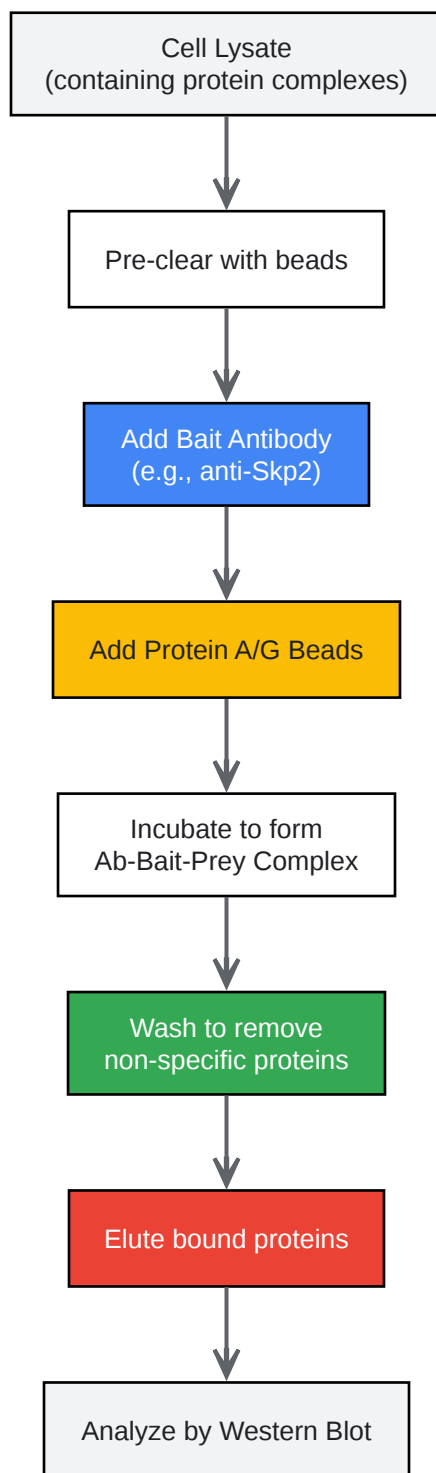 Cell Lysate
(containing protein complexes)
Pre-clear with beads
Add Bait Antibody
(e.g., anti-Skp2)
Add Protein A/G Beads
Incubate to form
Ab-Bait-Prey Complex
Wash to remove
non-specific proteins
Elute bound proteins
Analyze by Western Blot